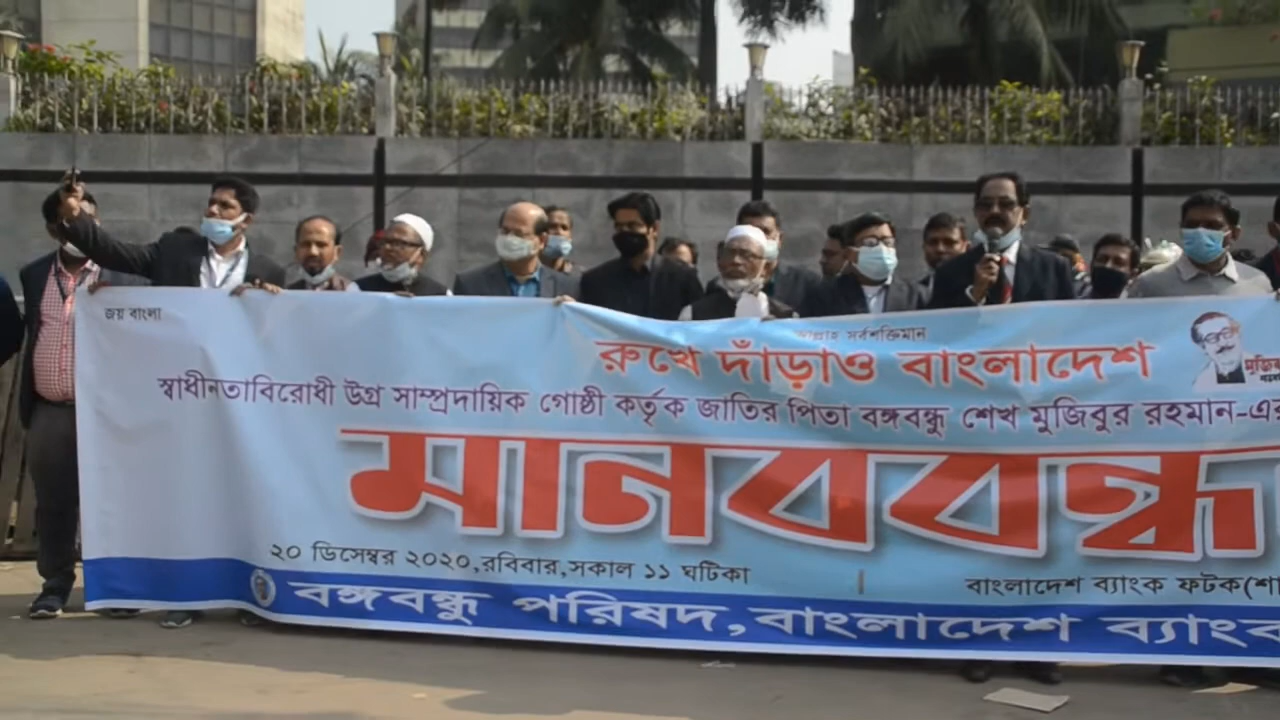 জয় বাংলা
আল্লাহ সর্বশক্তিমান
রুখে দাঁড়াও বাংলাদেশ
স্বাধীনতাবিরোধী উগ্র সাম্প্রদায়িক গোষ্ঠী কর্তৃক জাতির পিতা বঙ্গবন্ধু শেখ মুজিবুর রহমান-এর
মানববন্ধ
২০ ডিসেম্বর ২০২০,রবিবার,সকাল ১১ ঘটিকা
বাংলাদেশ ব্যাংক ফটক(শা
বঙ্গবন্ধু পরিষদ,বাংলাদেশ ব্যাংক